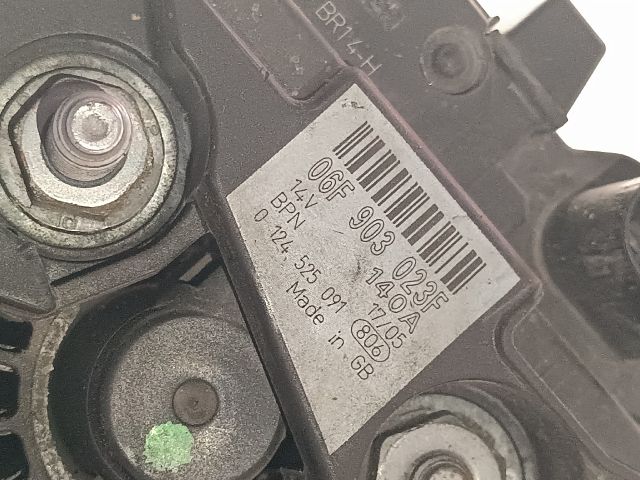 BR14-H
06F 903 023F
14V 140A
BPN 17/05
0 124 525 091 806
Made in GB